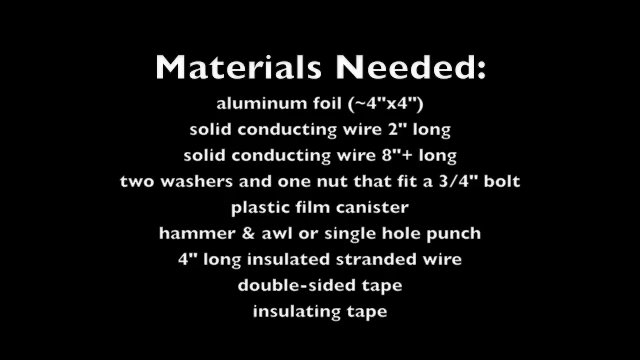 Materials Needed:
aluminum foil (~4"x4")
solid conducting wire 2" long
solid conducting wire 8"+ long
two washers and one nut that fit a 3/4" bolt
plastic film canister
hammer & awl or single hole punch
4" long insulated stranded wire
double-sided tape
insulating tape